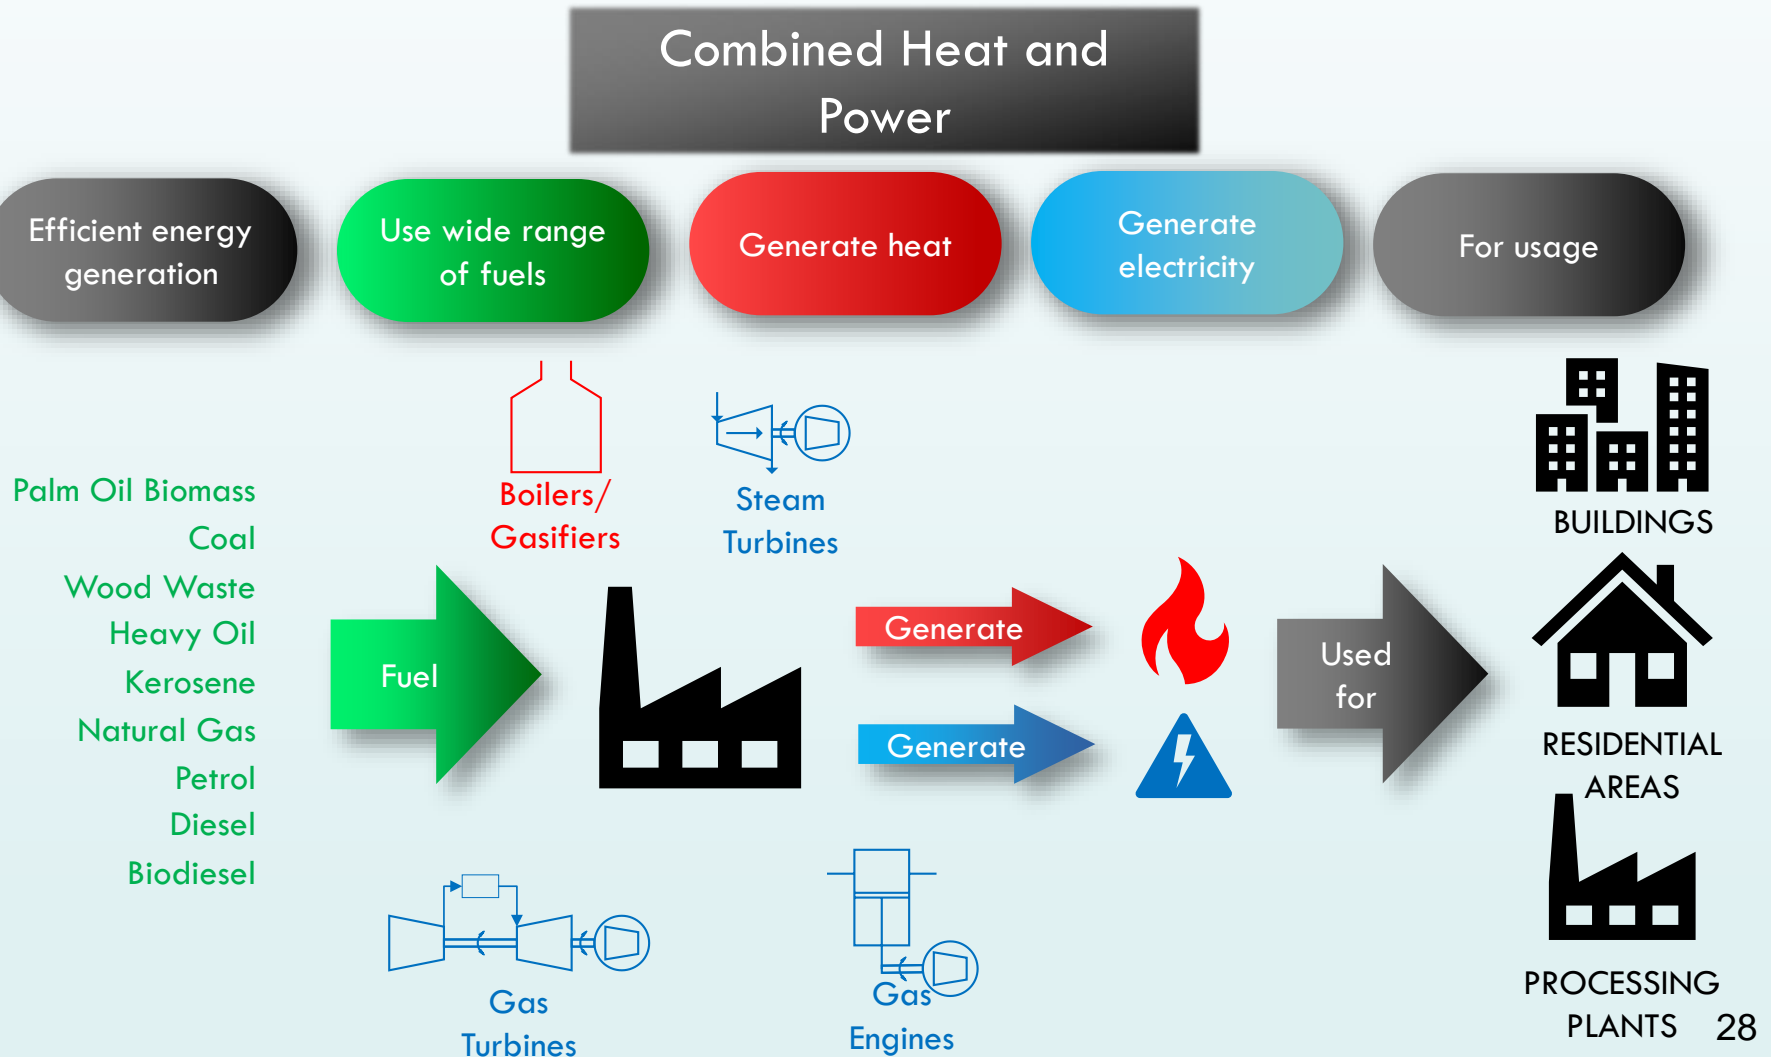 Combined Heat and
Power
Efficient energy
generation
Use wide range
of fuels
Generate heat
Generate
electricity
For usage
Palm Oil Biomass
Coal
Wood Waste
Heavy Oil
Kerosene
Natural Gas
Petrol
Diesel
Biodiesel
Fuel
Boilers/
Gasifiers
Steam
Turbines
Gas
Turbines
Gas
Engines
Generate
Generate
Used
for
BUILDINGS
RESIDENTIAL
AREAS
PROCESSING
PLANTS
28